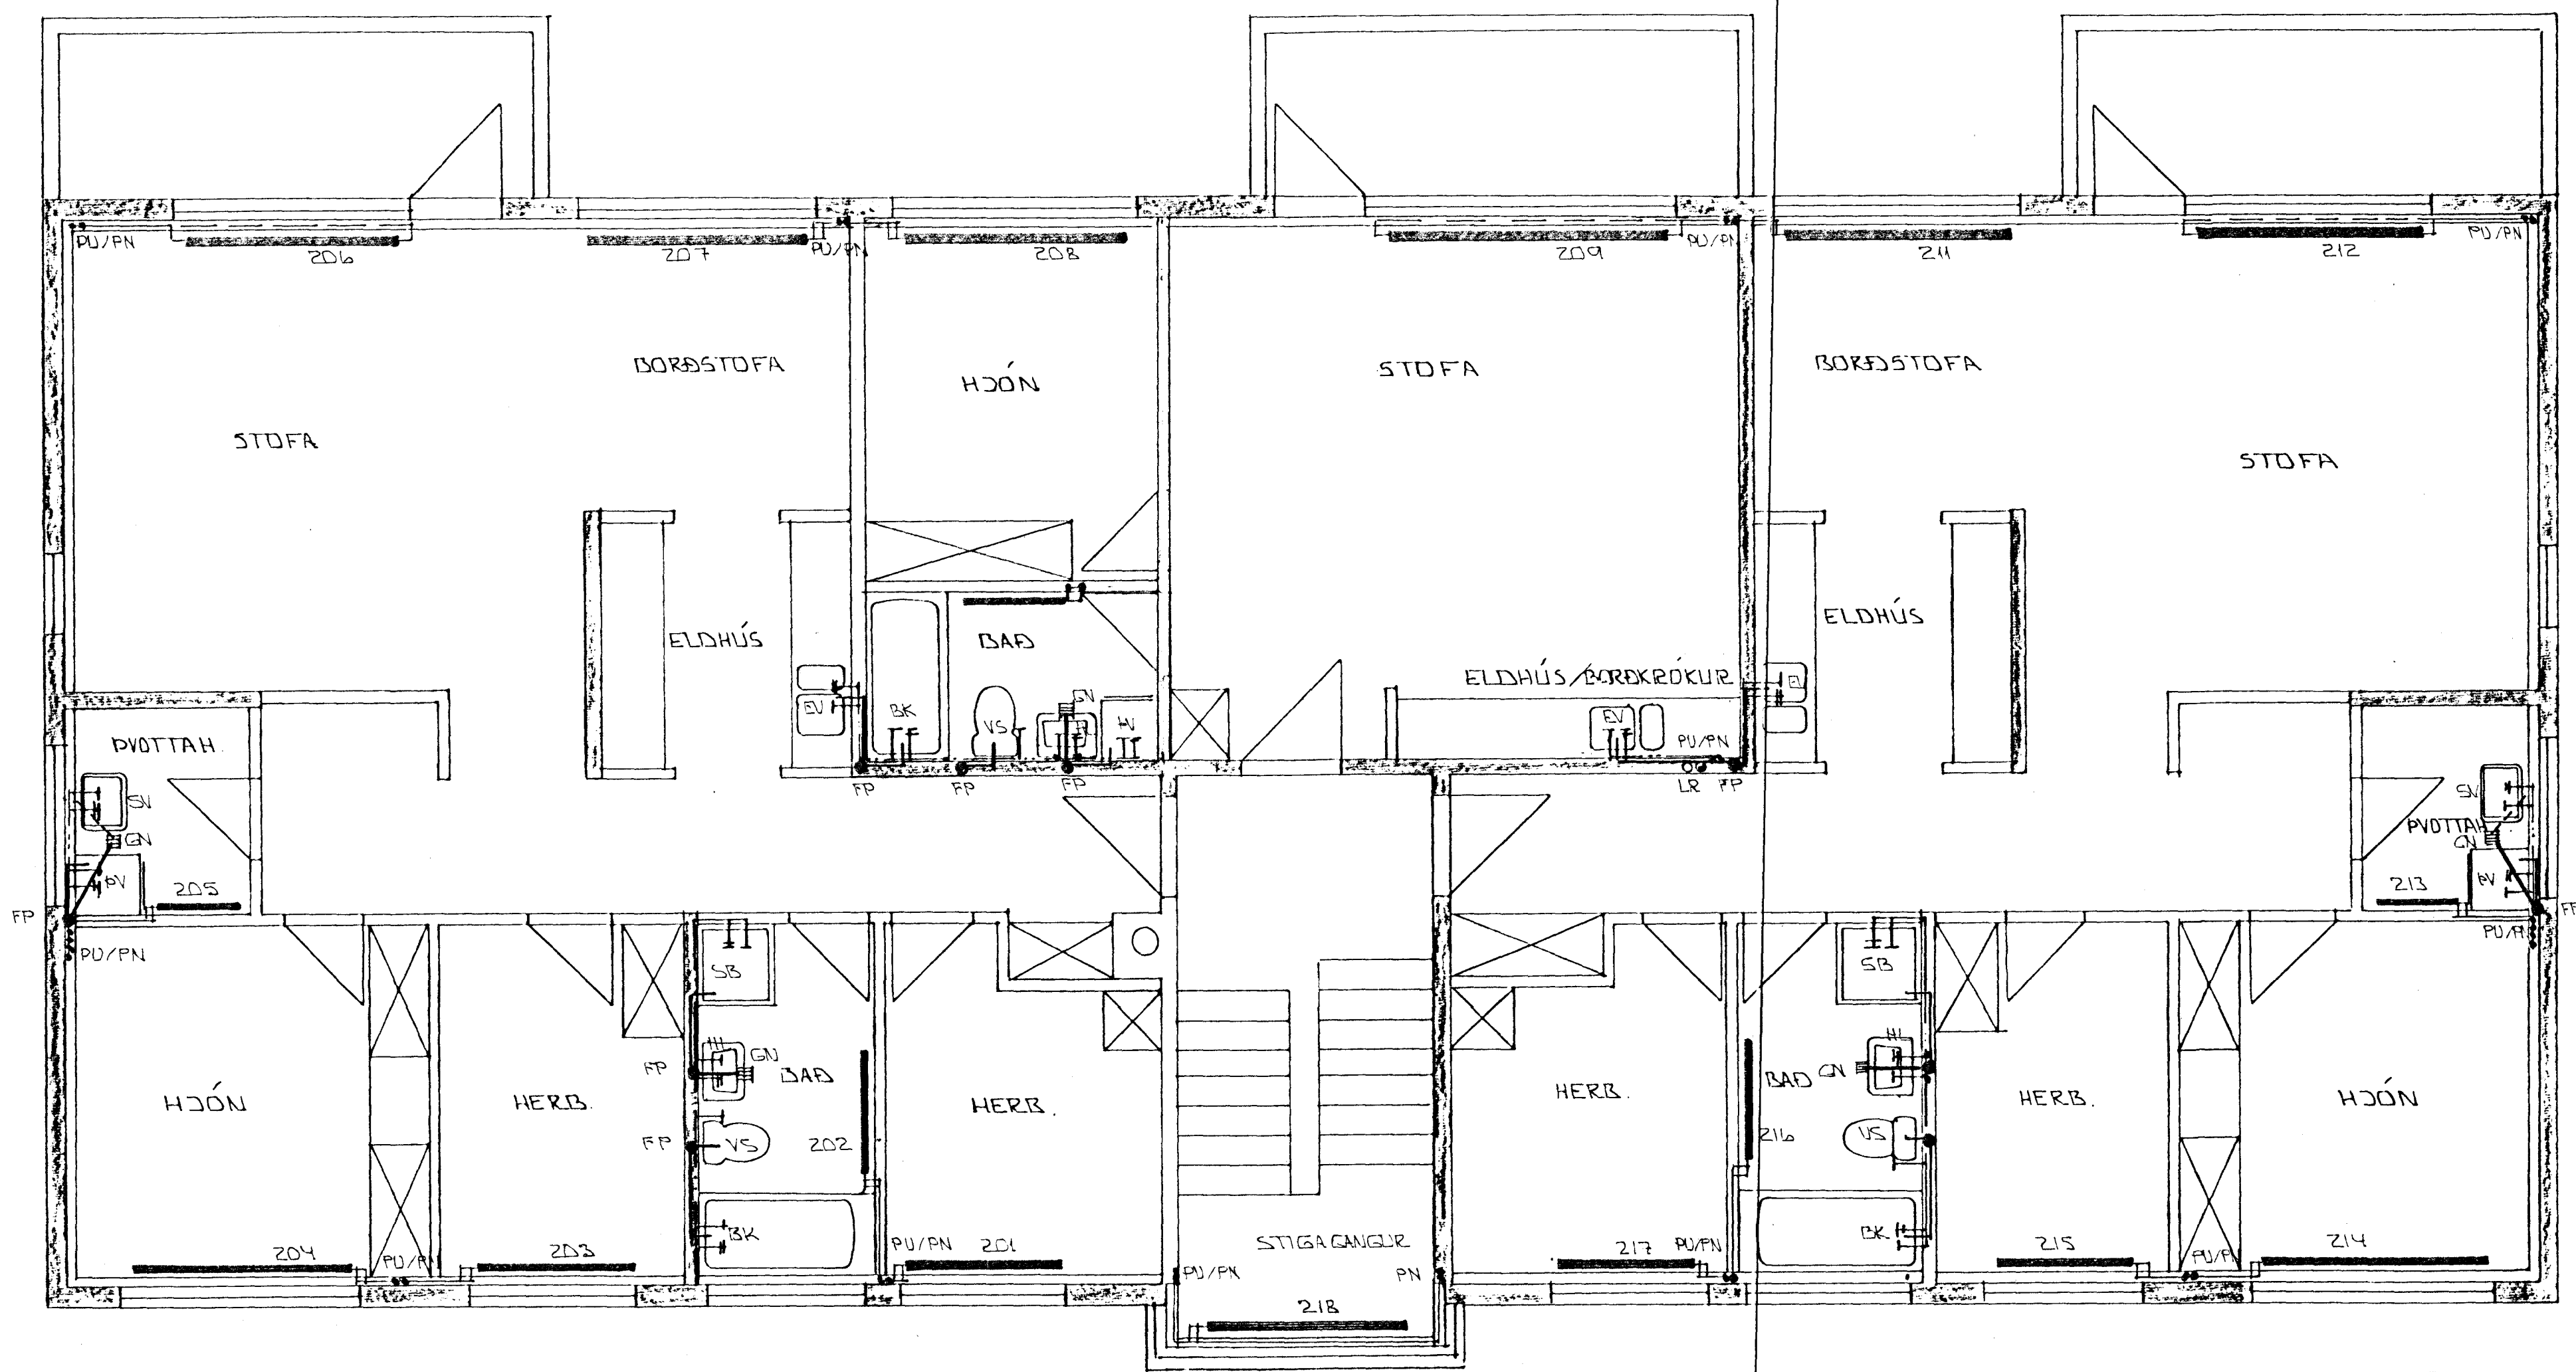 PU/PN
206
207
PU/PN
208
209
PU/PN
211
212
PU/PN
BORÐSTOFA
HJÓN
STOFA
BORÐSTOFA
STOFA
STOFA
ELDHÚS
BAÐ
ELDHÚS
ELDHÚS/BORÐKRÓKUR
EV
BK
VS
GN
ÞV
EV
PU/PN
FP
FP
FP
LR
FP
ÞVOTTAH.
SV
GN
ÞV
205
FP
PU/PN
SV
ÞVOTTAH
GN
ÞV
213
PU/PN
SB
SB
HL
FP
GN
BAÐ
HJÓN
HERB.
HERB.
HERB.
BAÐ
GN
HL
HERB.
HJÓN
FP
VS
202
216
VS
BK
BK
204
PU/PN
203
PU/PN
201
STIGAGANGUR
PU/PN
PN
217
PU/PN
215
214
218